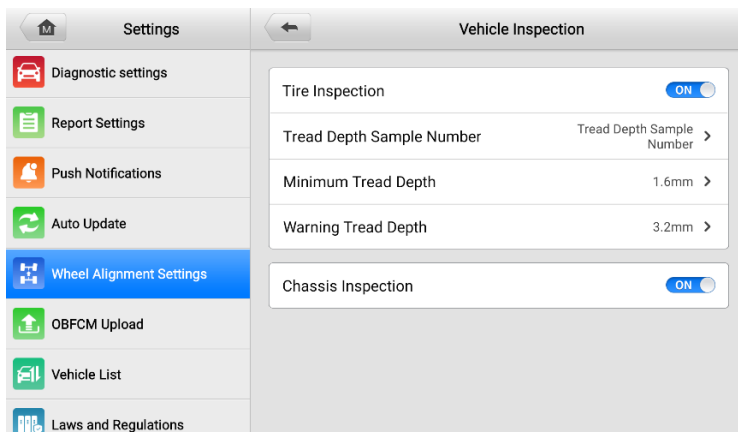 Settings
Vehicle Inspection
Diagnostic settings
Report Settings
Push Notifications
Auto Update
Wheel Alignment Settings
OBFCM Upload
Vehicle List
Laws and Regulations
Tire Inspection
ON
Tread Depth Sample Number
Tread Depth Sample
Number
Minimum Tread Depth
1.6mm
Warning Tread Depth
3.2mm
Chassis Inspection
ON